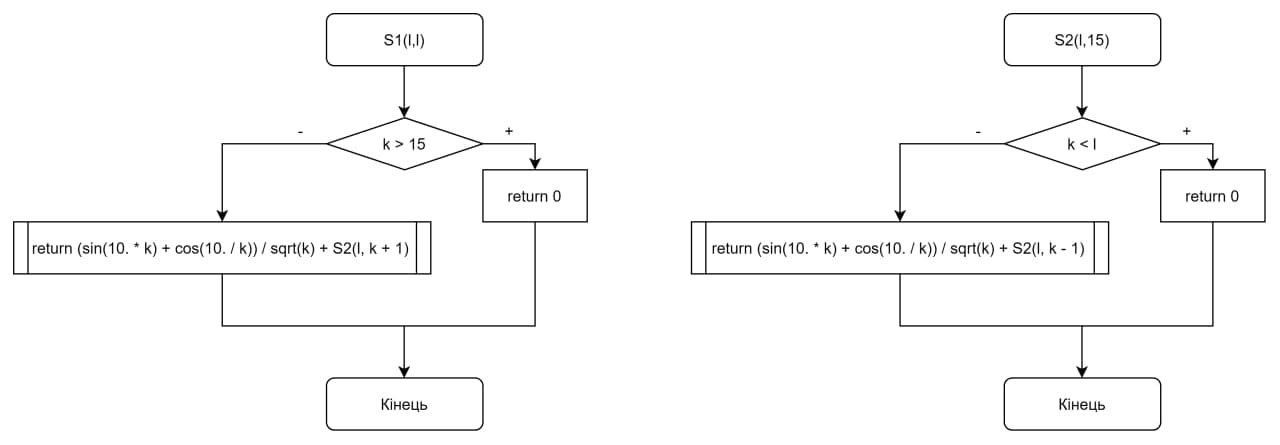 S1(l,l)
k > 15
-
+
return 0
return (sin(10. * k) + cos(10. / k)) / sqrt(k) + S2(l, k + 1)
Кінець
S2(l,15)
k < l
-
+
return 0
return (sin(10. * k) + cos(10. / k)) / sqrt(k) + S2(l, k - 1)
Кінець